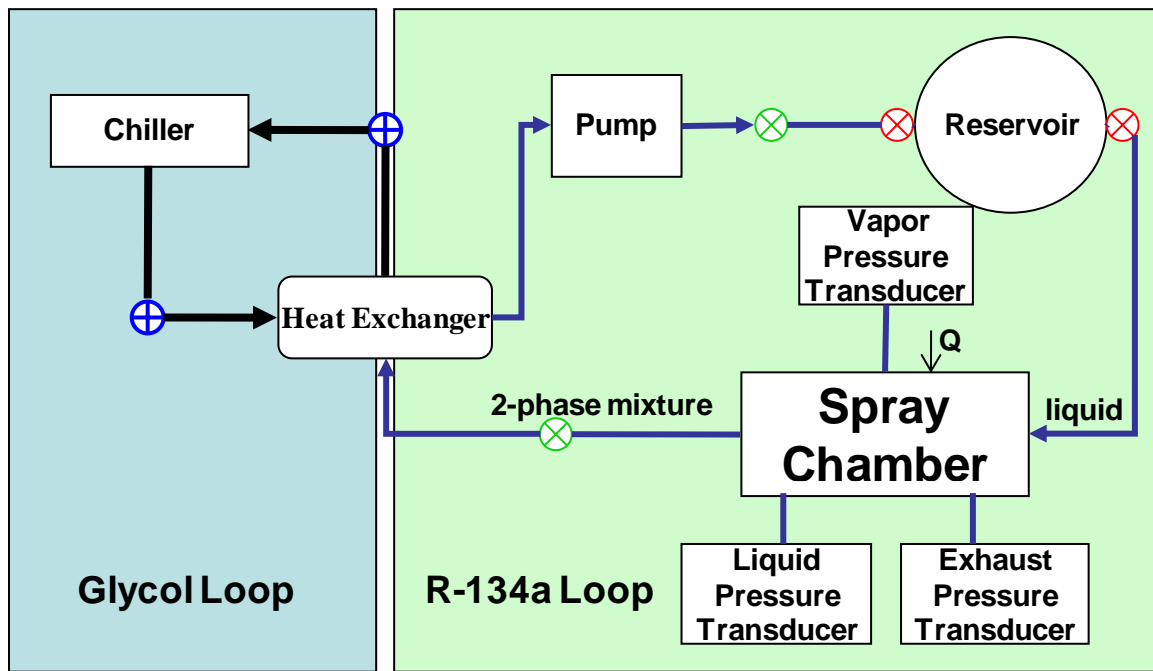 Chiller
Pump
Reservoir
Vapor
Pressure
Transducer
Heat Exchanger
Q
2-phase mixture
Spray
Chamber
liquid
Liquid
Pressure
Transducer
Exhaust
Pressure
Transducer
Glycol Loop
R-134a Loop